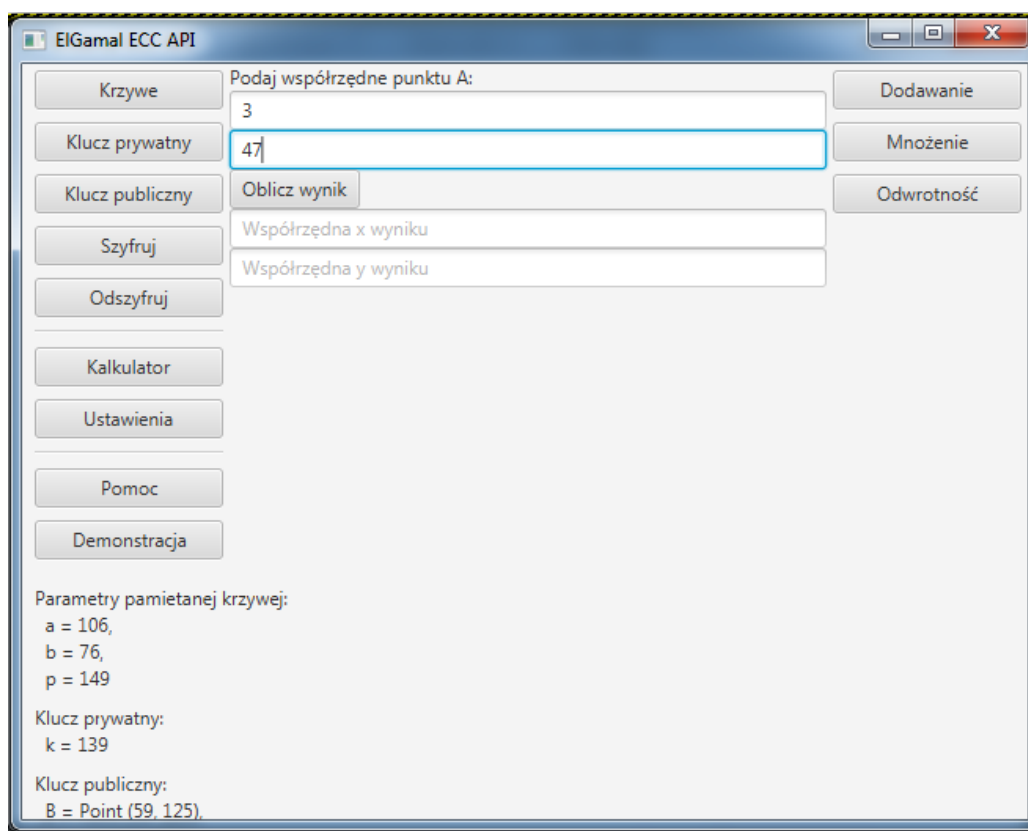 ElGamal ECC API
Krzywe
Klucz prywatny
Klucz publiczny
Szyfruj
Odszyfruj
Kalkulator
Ustawienia
Pomoc
Demonstracja
Parametry pamietanej krzywej:
a = 106,
b = 76,
p = 149
Klucz prywatny:
k = 139
Klucz publiczny:
B = Point (59, 125),
Podaj współrzędne punktu A:
3
47
Oblicz wynik
Współrzędna x wyniku
Współrzędna y wyniku
Dodawanie
Mnożenie
Odwrotność